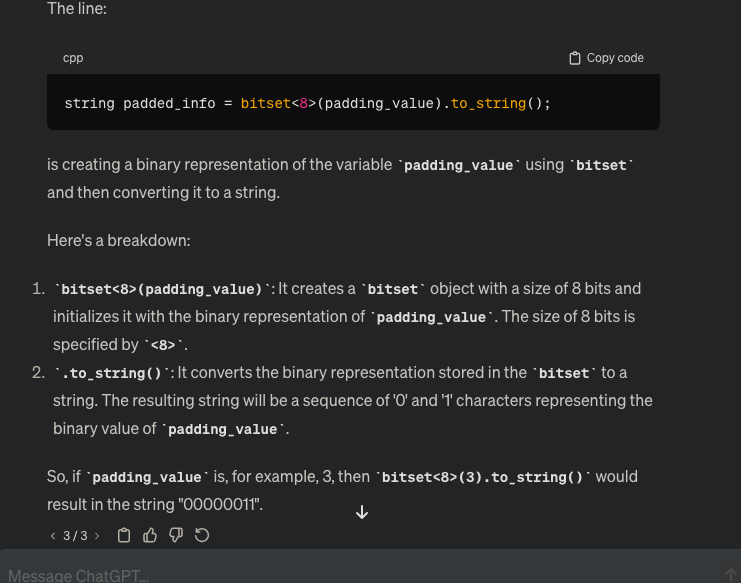 The line:
cpp
Copy code
string padded_info = bitset<8>(padding_value).to_string();
is creating a binary representation of the variable `padding_value` using `bitset`
and then converting it to a string.
Here's a breakdown:
1. `bitset<8>(padding_value)`: It creates a `bitset` object with a size of 8 bits and
initializes it with the binary representation of `padding_value`. The size of 8 bits is
specified by `<8>`.
2. `.to_string()`: It converts the binary representation stored in the `bitset` to a
string. The resulting string will be a sequence of '0' and '1' characters representing the
binary value of `padding_value`.
So, if `padding_value` is, for example, 3, then `bitset<8>(3).to_string()` would
result in the string "00000011".
< 3 / 3 >
Message ChatGPT...